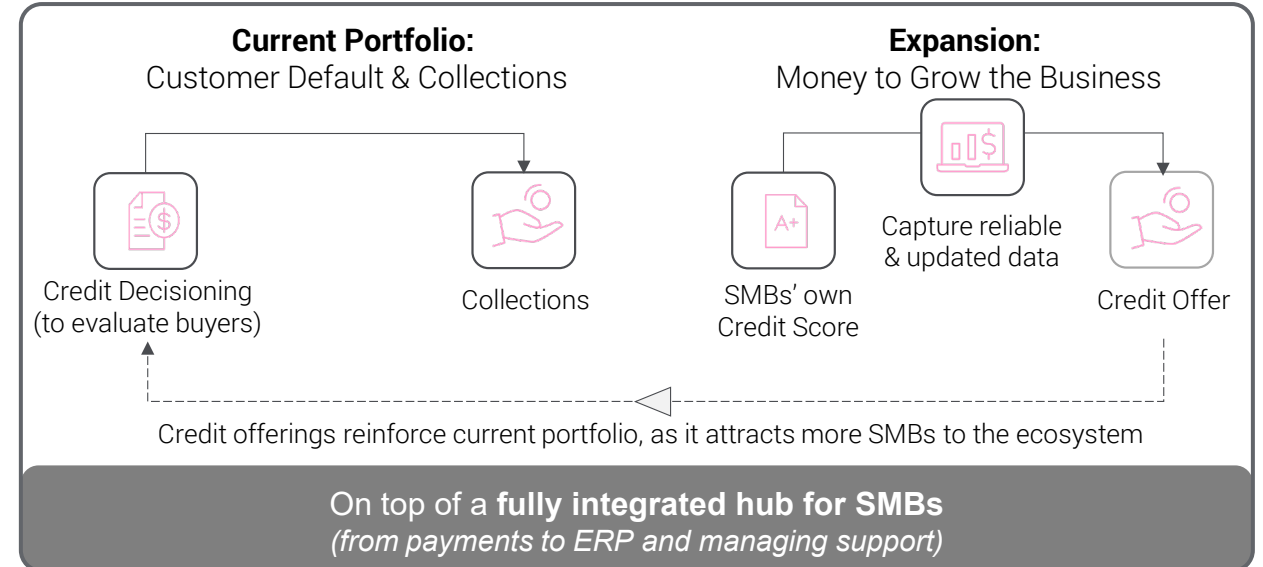 Current Portfolio:
Customer Default & Collections
Expansion:
Money to Grow the Business
$
Credit Decisioning
(to evaluate buyers)
Collections
A+
SMBs’ own
Credit Score
$
Capture reliable
& updated data
Credit Offer
Credit offerings reinforce current portfolio, as it attracts more SMBs to the ecosystem
On top of a fully integrated hub for SMBs
(from payments to ERP and managing support)